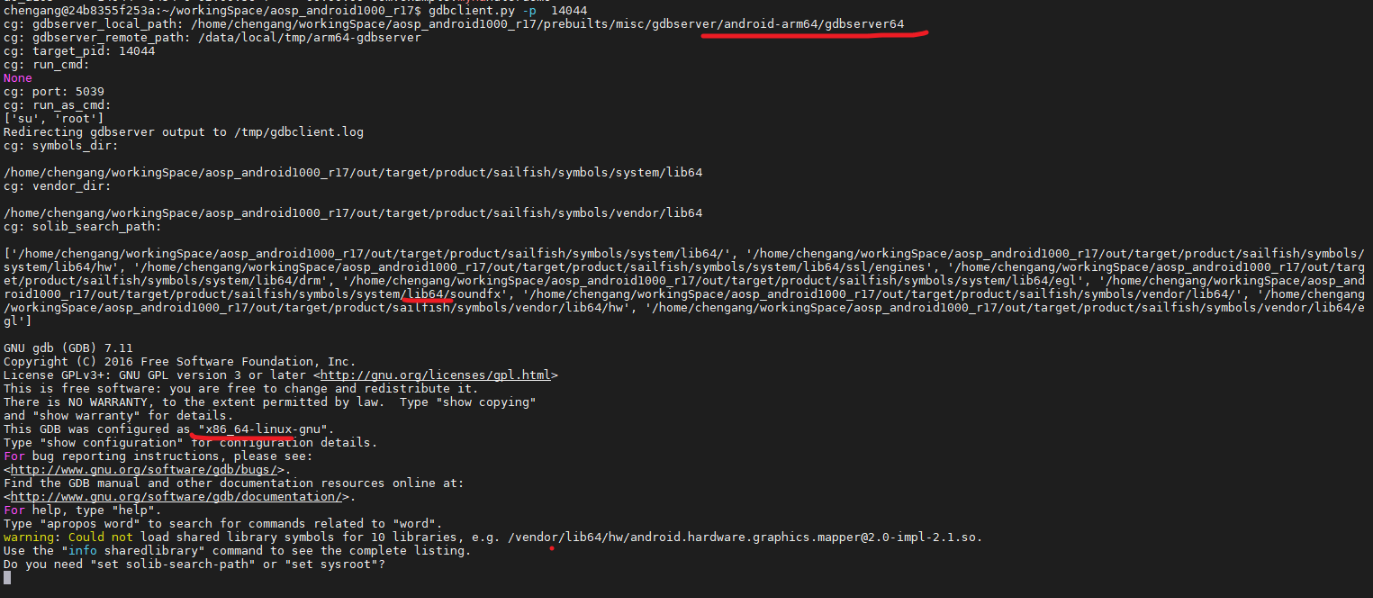 chengang@24b8355f253a:~/workingSpace/aosp_android1000_r17$ gdbclient.py -p  14044
cg: gdbserver_local_path: /home/chengang/workingSpace/aosp_android1000_r17/prebuilts/misc/gdbserver/android-arm64/gdbserver64
cg: gdbserver_remote_path: /data/local/tmp/arm64-gdbserver
cg: target_pid: 14044
cg: run_cmd:
None
cg: port: 5039
cg: run_as_cmd:
['su', 'root']
Redirecting gdbserver output to /tmp/gdbclient.log
cg: symbols_dir:
/home/chengang/workingSpace/aosp_android1000_r17/out/target/product/sailfish/symbols/system/lib64
cg: vendor_dir:
/home/chengang/workingSpace/aosp_android1000_r17/out/target/product/sailfish/symbols/vendor/lib64
cg: solib_search_path:
['/home/chengang/workingSpace/aosp_android1000_r17/out/target/product/sailfish/symbols/system/lib64/', '/home/chengang/workingSpace/aosp_android1000_r17/out/target/product/sailfish/symbols/
system/lib64/hw', '/home/chengang/workingSpace/aosp_android1000_r17/out/target/product/sailfish/symbols/system/lib64/ssl/engines', '/home/chengang/workingSpace/aosp_android1000_r17/out/targ
et/product/sailfish/symbols/system/lib64/drm', '/home/chengang/workingSpace/aosp_android1000_r17/out/target/product/sailfish/symbols/system/lib64/egl', '/home/chengang/workingSpace/aosp_and
roid1000_r17/out/target/product/sailfish/symbols/system/lib64/soundfx', '/home/chengang/workingSpace/aosp_android1000_r17/out/target/product/sailfish/symbols/vendor/lib64/', '/home/chengang
/workingSpace/aosp_android1000_r17/out/target/product/sailfish/symbols/vendor/lib64/hw', '/home/chengang/workingSpace/aosp_android1000_r17/out/target/product/sailfish/symbols/vendor/lib64/e
gl']
GNU gdb (GDB) 7.11
Copyright (C) 2016 Free Software Foundation, Inc.
License GPLv3+: GNU GPL version 3 or later <http://gnu.org/licenses/gpl.html>
This is free software: you are free to change and redistribute it.
There is NO WARRANTY, to the extent permitted by law.  Type "show copying"
and "show warranty" for details.
This GDB was configured as "x86_64-linux-gnu".
Type "show configuration" for configuration details.
For bug reporting instructions, please see:
<http://www.gnu.org/software/gdb/bugs/>.
Find the GDB manual and other documentation resources online at:
<http://www.gnu.org/software/gdb/documentation/>.
For help, type "help".
Type "apropos word" to search for commands related to "word".
warning: Could not load shared library symbols for 10 libraries, e.g. /vendor/lib64/hw/android.hardware.graphics.mapper@2.0-impl-2.1.so.
Use the "info sharedlibrary" command to see the complete listing.
Do you need "set solib-search-path" or "set sysroot"?